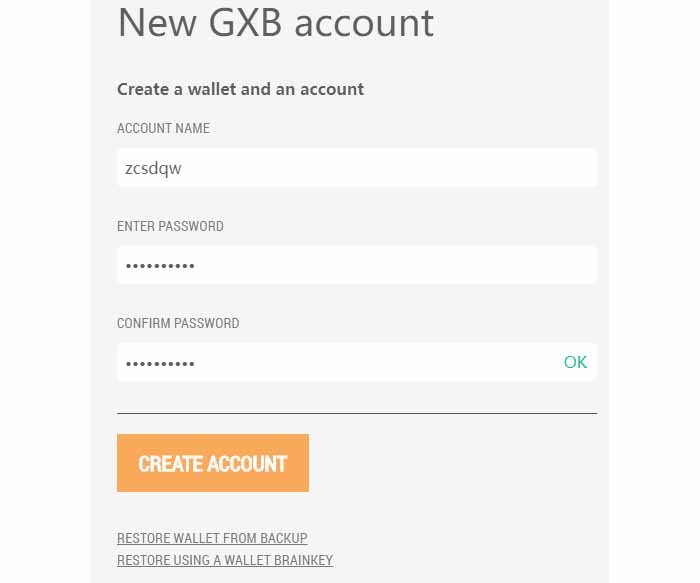 New GXB account
Create a wallet and an account
ACCOUNT NAME
zcsdqw
ENTER PASSWORD
••••••••••
CONFIRM PASSWORD
•••••••••• OK
CREATE ACCOUNT
RESTORE WALLET FROM BACKUP
RESTORE USING A WALLET BRAINKEY